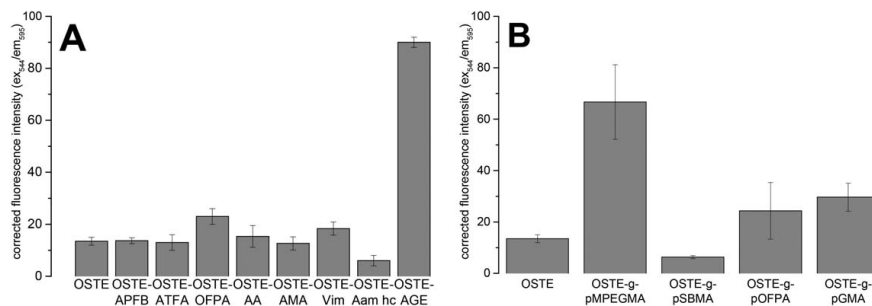 A
corrected fluorescence intensity (ex544/em595)
100
80
60
40
20
0
OSTE
OSTE-
APFB
OSTE-
ATFA
OSTE-
OFPA
OSTE-
AA
OSTE-
AMA
OSTE-
Vim
OSTE-
Aam hc
OSTE-
AGE
B
corrected fluorescence intensity (ex544/em595)
100
80
60
40
20
0
OSTE
OSTE-g-
pMPEGMA
OSTE-g-
pSBMA
OSTE-g-
pOFPA
OSTE-g-
pGMA